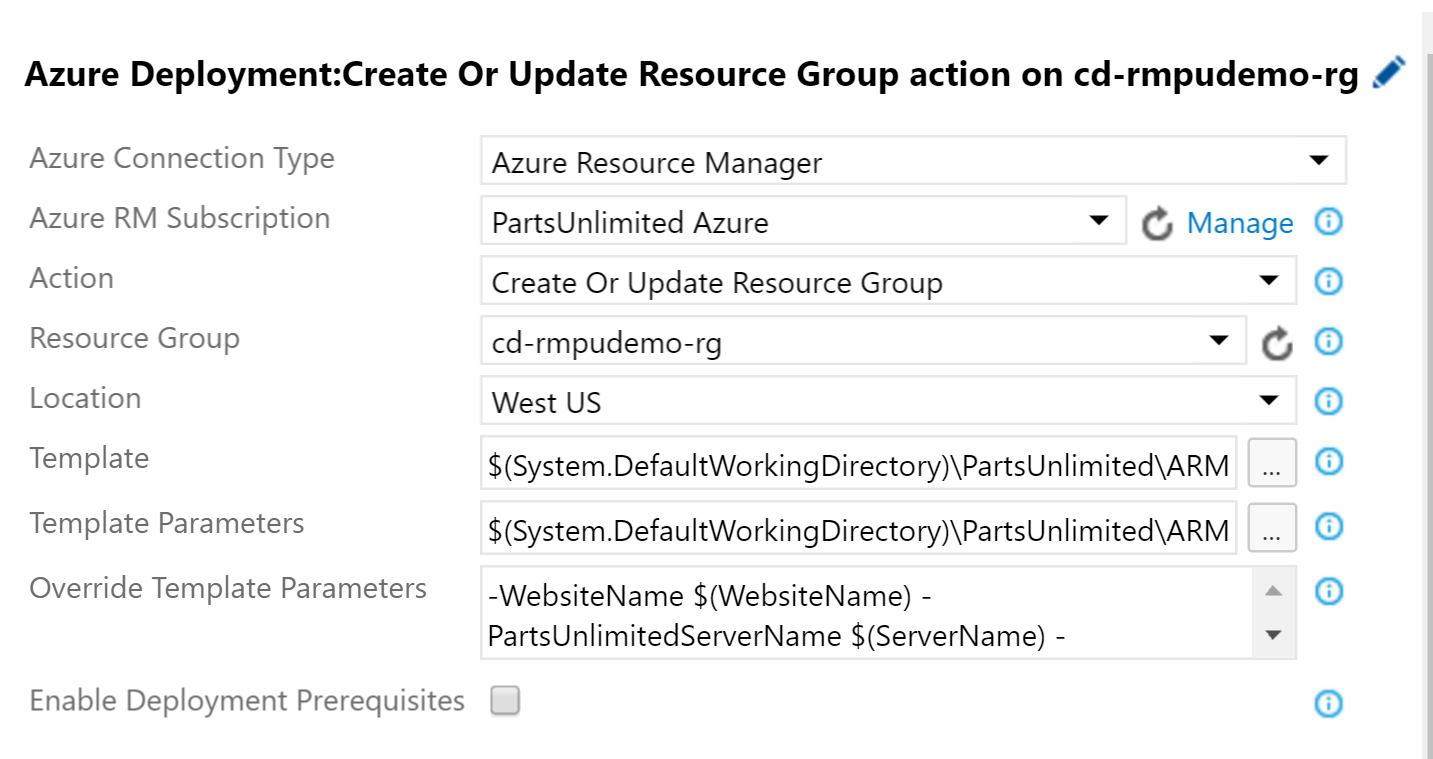 Azure Deployment:Create Or Update Resource Group action on cd-rmpudemo-rg
Azure Connection Type Azure Resource Manager
Azure RM Subscription PartsUnlimited Azure Manage
Action Create Or Update Resource Group
Resource Group cd-rmpudemo-rg
Location West US
Template $(System.DefaultWorkingDirectory)\PartsUnlimited\ARM ...
Template Parameters $(System.DefaultWorkingDirectory)\PartsUnlimited\ARM ...
Override Template Parameters -WebsiteName $(WebsiteName) -
PartsUnlimitedServerName $(ServerName) -
Enable Deployment Prerequisites